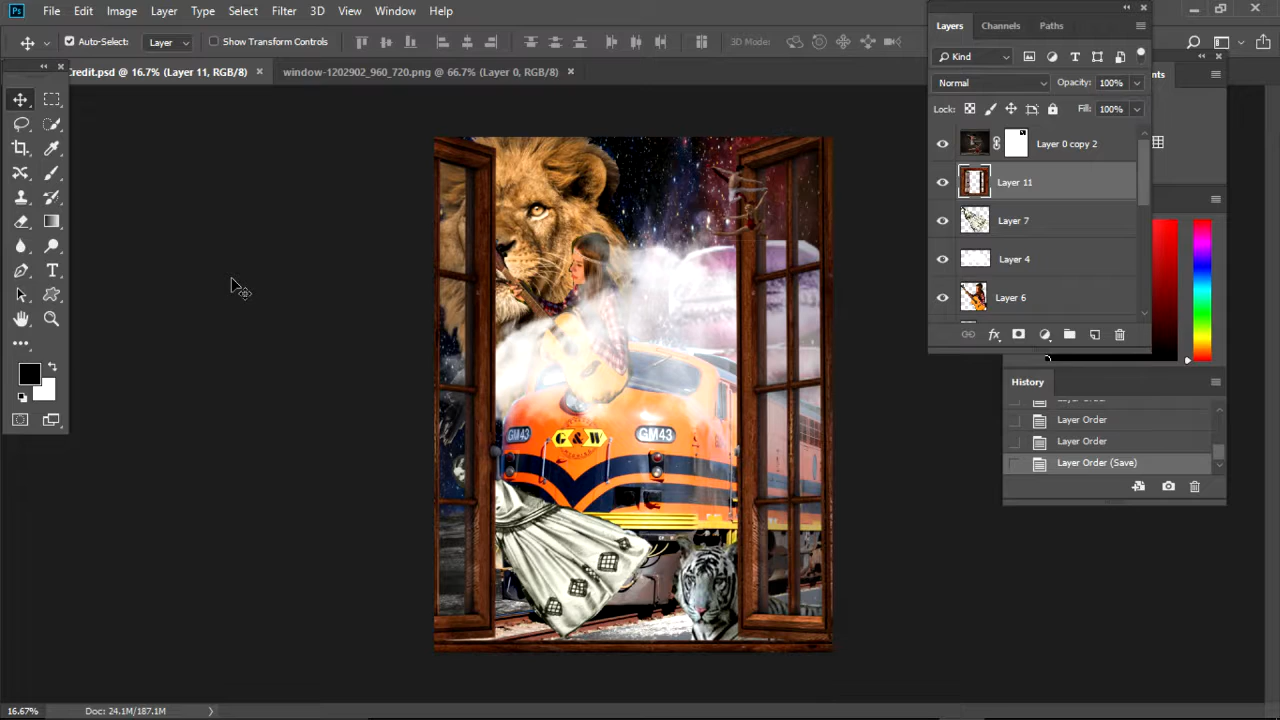 Ps File Edit Image Layer Type Select Filter 3D View Window Help
Auto-Select: Layer Show Transform Controls 3D Mode:
Credit.psd @ 16.7% (Layer 11, RGB/8) × window-1202902_960_720.png @ 66.7% (Layer 0, RGB/8) ×
Layers Channels Paths
Kind
Normal Opacity: 100%
Lock: Fill: 100%
Layer 0 copy 2
Layer 11
Layer 7
Layer 4
Layer 6
History
Layer Order
Layer Order
Layer Order
Layer Order (Save)
GM43 G & W GM43
16.67% Doc: 24.1M/187.1M